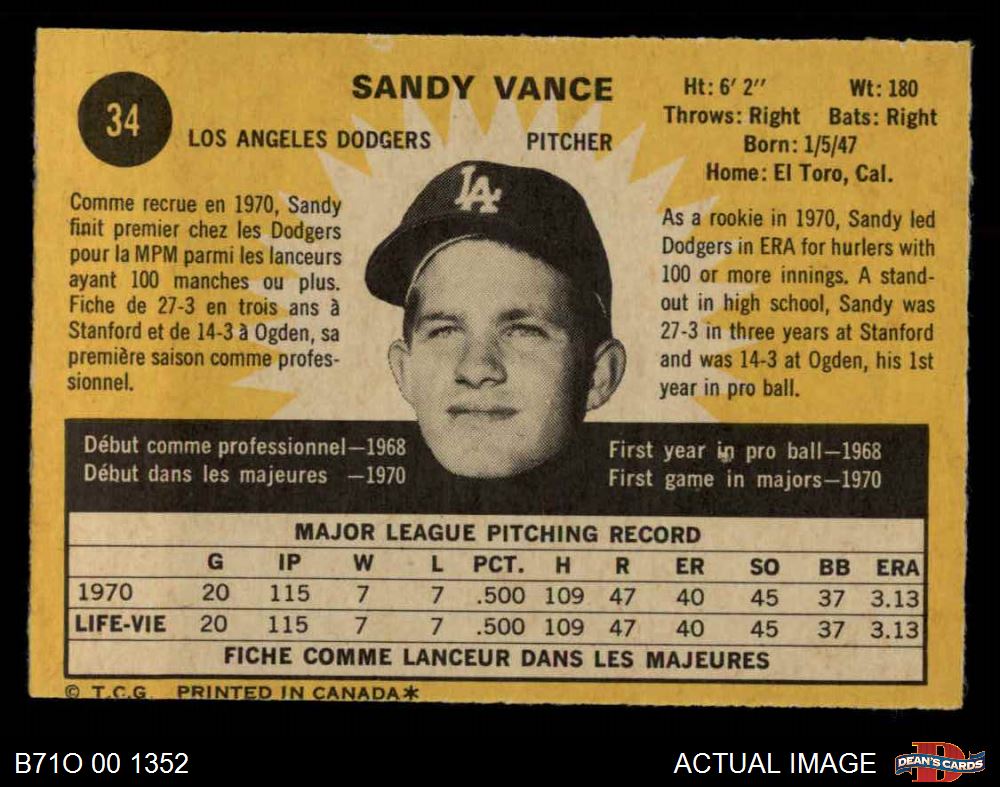 34
SANDY VANCE
LOS ANGELES DODGERS PITCHER
Ht: 6' 2'' Wt: 180
Throws: Right Bats: Right
Born: 1/5/47
Home: El Toro, Cal.
LA
Comme recrue en 1970, Sandy
finit premier chez les Dodgers
pour la MPM parmi les lanceurs
ayant 100 manches ou plus.
Fiche de 27-3 en trois ans à
Stanford et de 14-3 à Ogden, sa
première saison comme profes-
sionnel.
As a rookie in 1970, Sandy led
Dodgers in ERA for hurlers with
100 or more innings. A stand-
out in high school, Sandy was
27-3 in three years at Stanford
and was 14-3 at Ogden, his 1st
year in pro ball.
Début comme professionnel—1968
Début dans les majeures —1970
First year in pro ball—1968
First game in majors—1970
MAJOR LEAGUE PITCHING RECORD
G IP W L PCT. H R ER SO BB ERA
1970 20 115 7 7 .500 109 47 40 45 37 3.13
LIFE-VIE 20 115 7 7 .500 109 47 40 45 37 3.13
FICHE COMME LANCEUR DANS LES MAJEURES
© T.C.G. PRINTED IN CANADA*
B71O 00 1352
ACTUAL IMAGE
D
DEAN'S CARDS